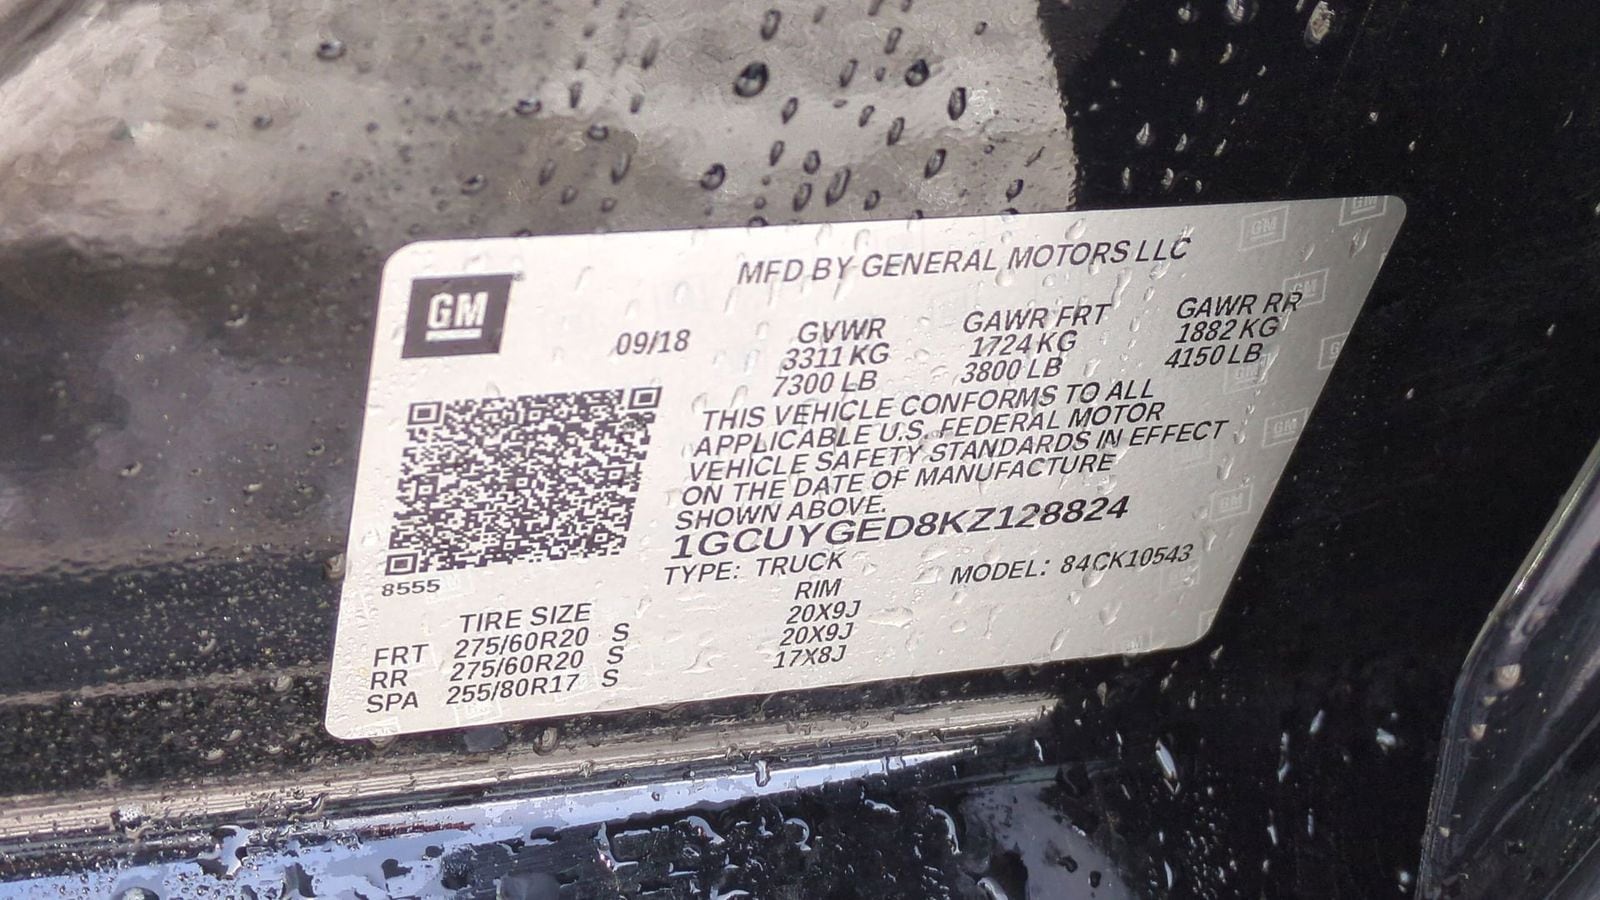 MFD BY GENERAL MOTORS LLC
GM
09/18
GVWR GAWR FRT GAWR RR
3311 KG 1724 KG 1882 KG
7300 LB 3800 LB 4150 LB
THIS VEHICLE CONFORMS TO ALL
APPLICABLE U.S. FEDERAL MOTOR
VEHICLE SAFETY STANDARDS IN EFFECT
ON THE DATE OF MANUFACTURE
SHOWN ABOVE.
1GCUYGED8KZ128824
TYPE: TRUCK MODEL: 84CK10543
8555
TIRE SIZE RIM
FRT 275/60R20 S 20X9J
RR 275/60R20 S 20X9J
SPA 255/80R17 S 17X8J